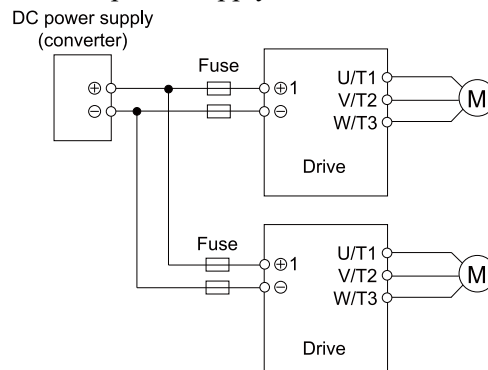 DC power supply
(converter)
Fuse
⊕
⊖
⊕1
⊖
U/T1
V/T2
W/T3
M
Drive
Fuse
⊕1
⊖
U/T1
V/T2
W/T3
M
Drive